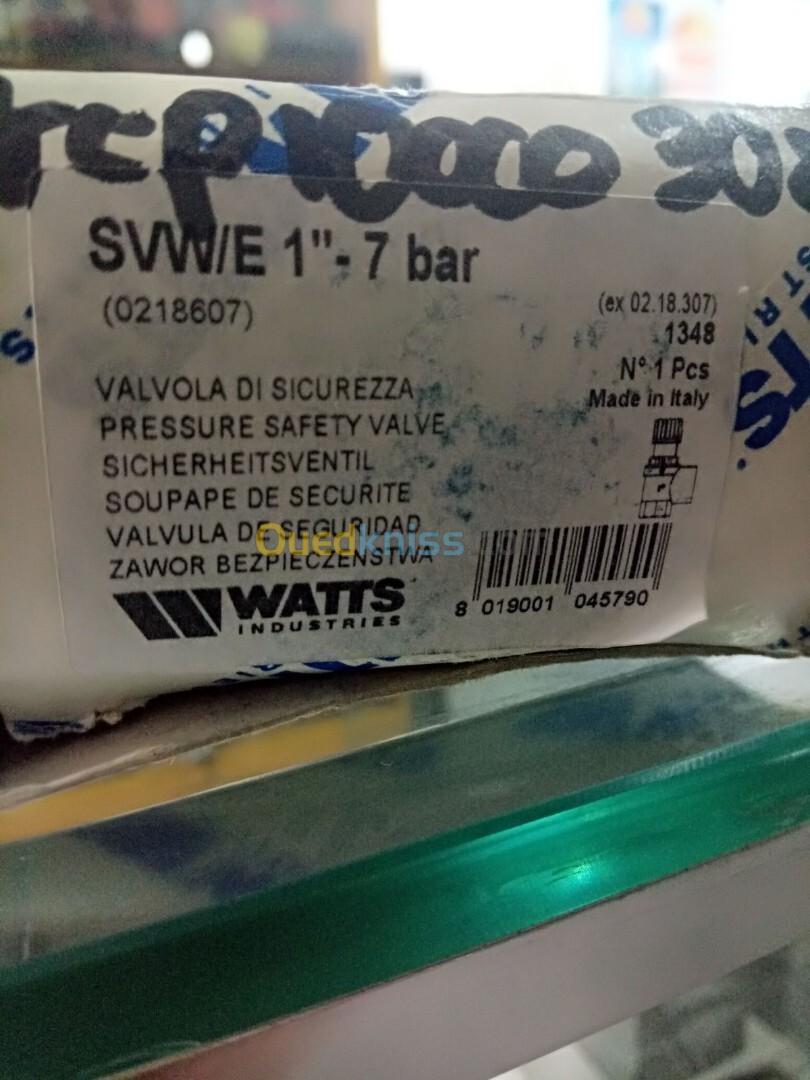 SVW/E 1"- 7 bar
(0218607)
(ex 02.18.307)
1348
N° 1 Pcs
Made in Italy
VALVOLA DI SICUREZZA
PRESSURE SAFETY VALVE
SICHERHEITSVENTIL
SOUPAPE DE SECURITE
VALVULA DE SEGURIDAD
ZAWOR BEZPIECZENSTWA
Ouedkniss.com
WATTS
INDUSTRIES
8 019001 045790